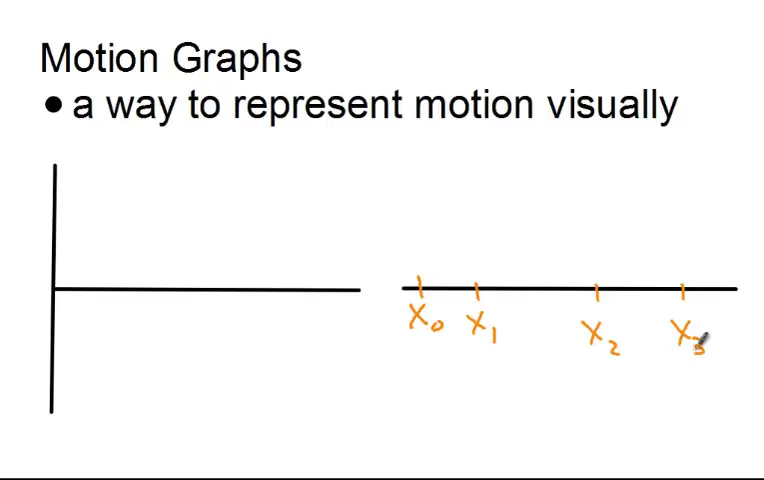 Motion Graphs
• a way to represent motion visually
X₀ X₁ X₂ X₃